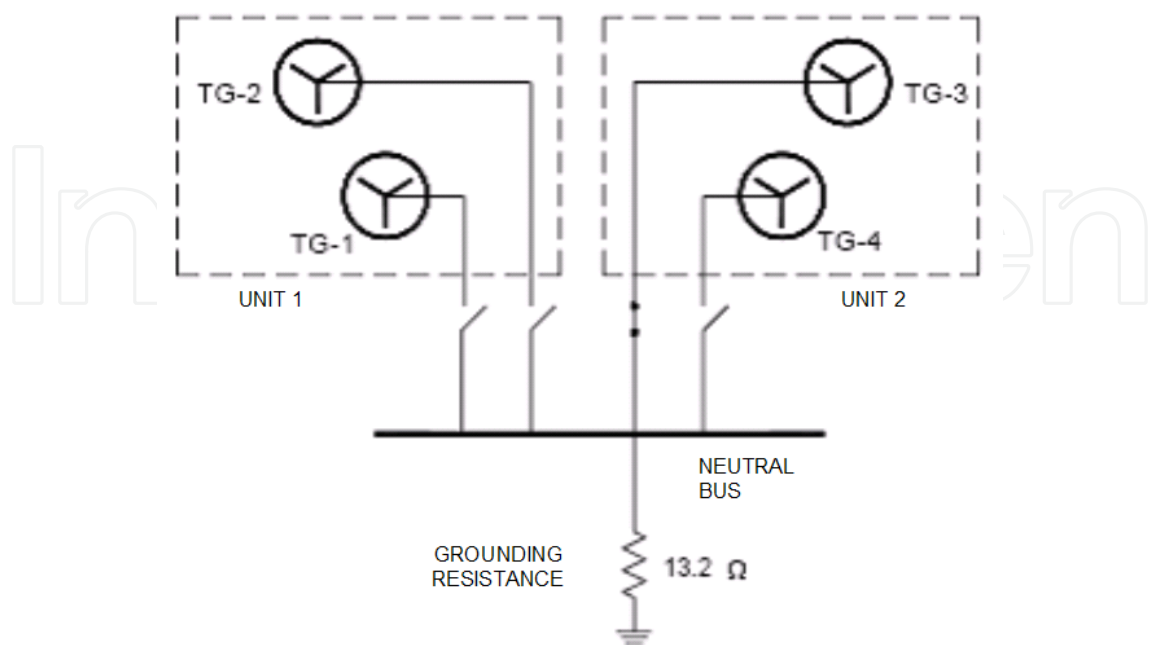 TG-2
TG-3
TG-1
TG-4
UNIT 1
UNIT 2
NEUTRAL
BUS
GROUNDING
RESISTANCE
13.2 Ω